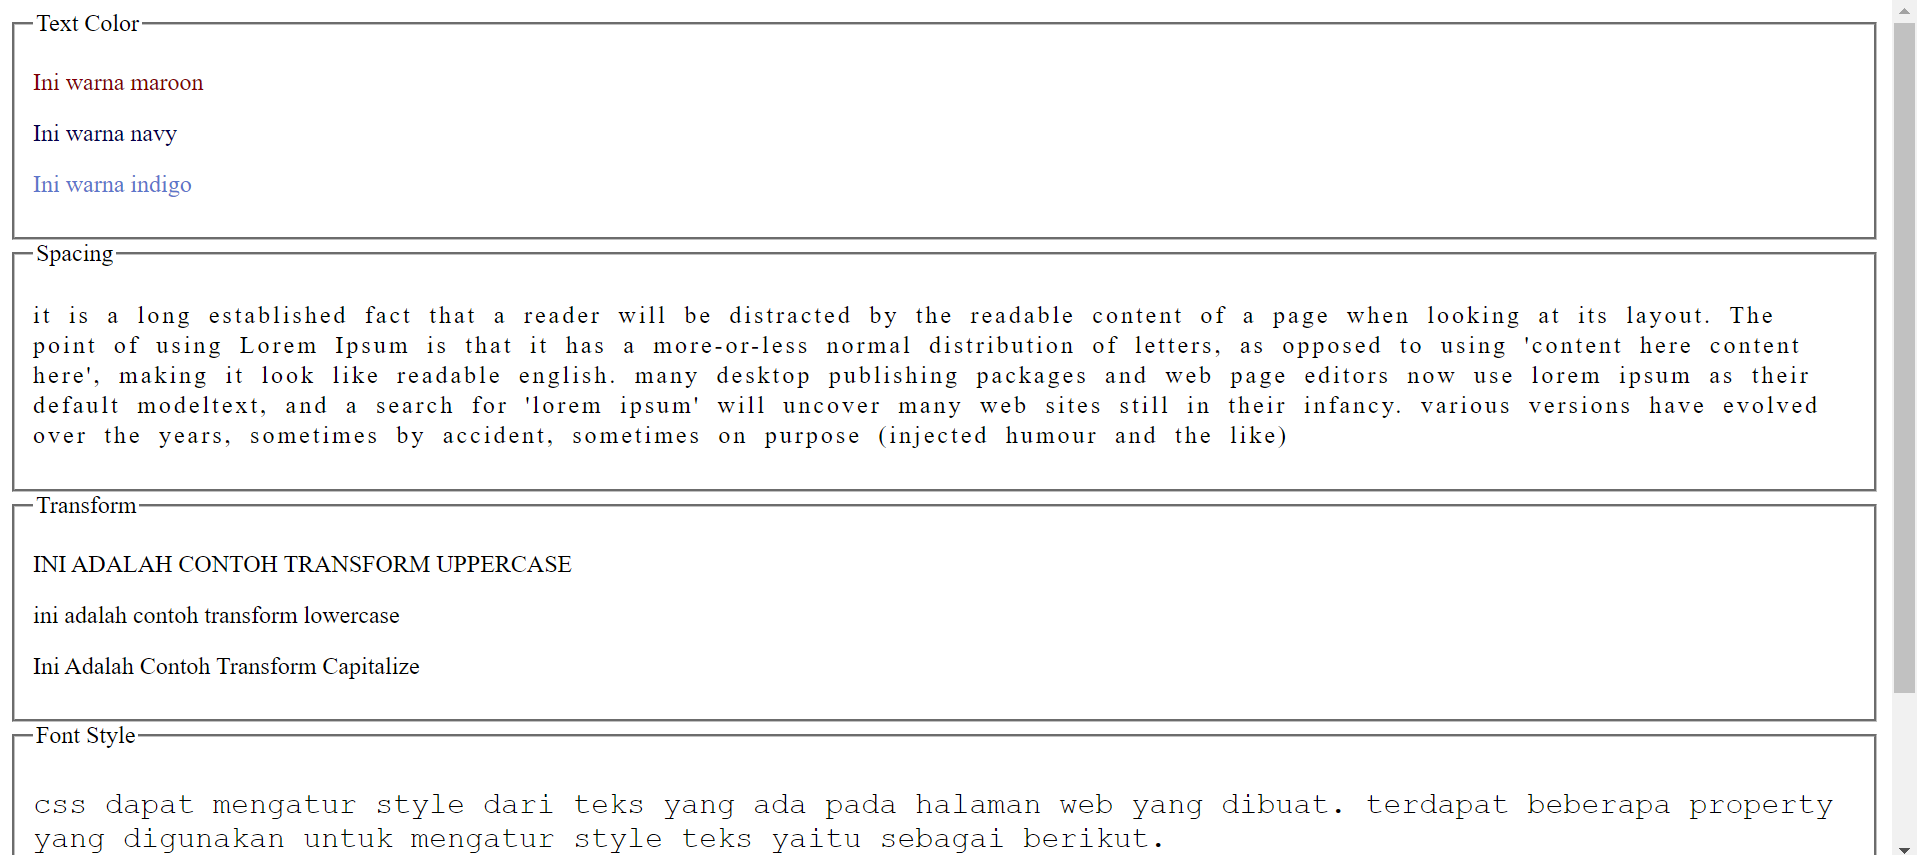 Text Color
Ini warna maroon
Ini warna navy
Ini warna indigo
Spacing
it is a long established fact that a reader will be distracted by the readable content of a page when looking at its layout. The
point of using Lorem Ipsum is that it has a more-or-less normal distribution of letters, as opposed to using 'content here content
here', making it look like readable english. many desktop publishing packages and web page editors now use lorem ipsum as their
default modeltext, and a search for 'lorem ipsum' will uncover many web sites still in their infancy. various versions have evolved
over the years, sometimes by accident, sometimes on purpose (injected humour and the like)
Transform
INI ADALAH CONTOH TRANSFORM UPPERCASE
ini adalah contoh transform lowercase
Ini Adalah Contoh Transform Capitalize
Font Style
css dapat mengatur style dari teks yang ada pada halaman web yang dibuat. terdapat beberapa property
yang digunakan untuk mengatur style teks yaitu sebagai berikut.